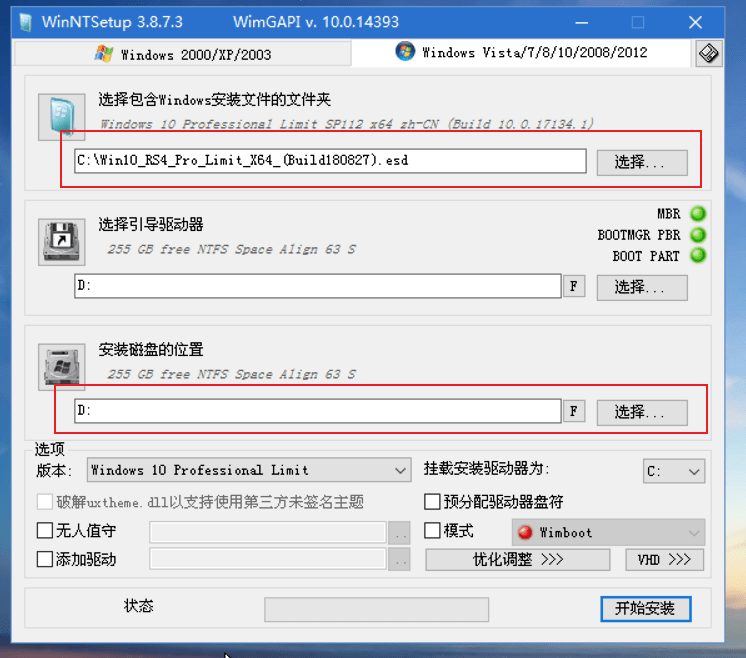 WinNTSetup 3.8.7.3 WimGAPI v. 10.0.14393
Windows 2000/XP/2003 Windows Vista/7/8/10/2008/2012
选择包含Windows安装文件的文件夹
Windows 10 Professional Limit SP112 x64 zh-CN (Build 10.0.17134.1)
C:\Win10_RS4_Pro_Limit_X64_(Build180827).esd 选择...
选择引导驱动器
255 GB free NTFS Space Align 63 S
MBR
BOOTMGR PBR
BOOT PART
D: F 选择...
安装磁盘的位置
255 GB free NTFS Space Align 63 S
D: F 选择...
选项
版本: Windows 10 Professional Limit 挂载安装驱动器为: C:
破解uxtheme.dll以支持使用第三方未签名主题 预分配驱动器盘符
无人值守 .. 模式 Wimboot
添加驱动 .. 优化调整 >>> VHD >>>
状态 开始安装